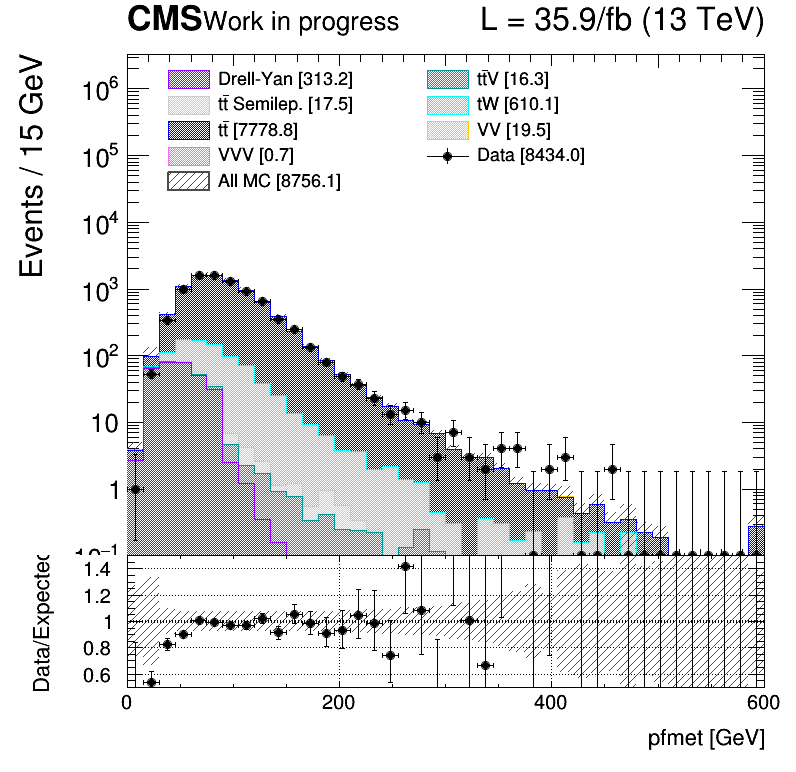 CMS Work in progress L = 35.9/fb (13 TeV)
Events / 15 GeV
Drell-Yan [313.2]
tt̄ Semilep. [17.5]
tt̄ [7778.8]
VVV [0.7]
All MC [8756.1]
tt̄V [16.3]
tW [610.1]
VV [19.5]
Data [8434.0]
10⁶
10⁵
10⁴
10³
10²
10
1
10⁻¹
Data/Expected
1.4
1.2
1
0.8
0.6
0 200 400 600
pfmet [GeV]